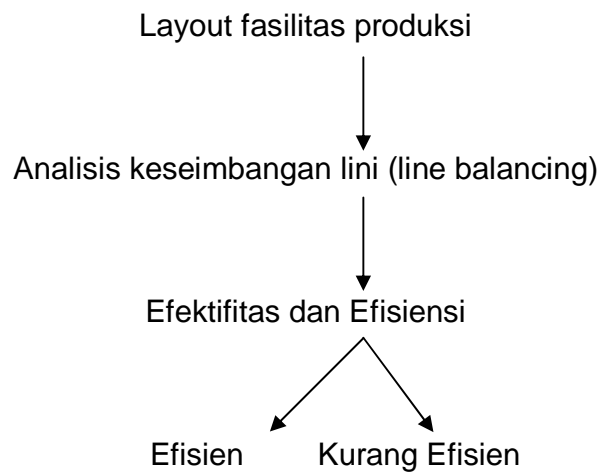 Layout fasilitas produksi
Analisis keseimbangan lini (line balancing)
Efektifitas dan Efisiensi
Efisien Kurang Efisien